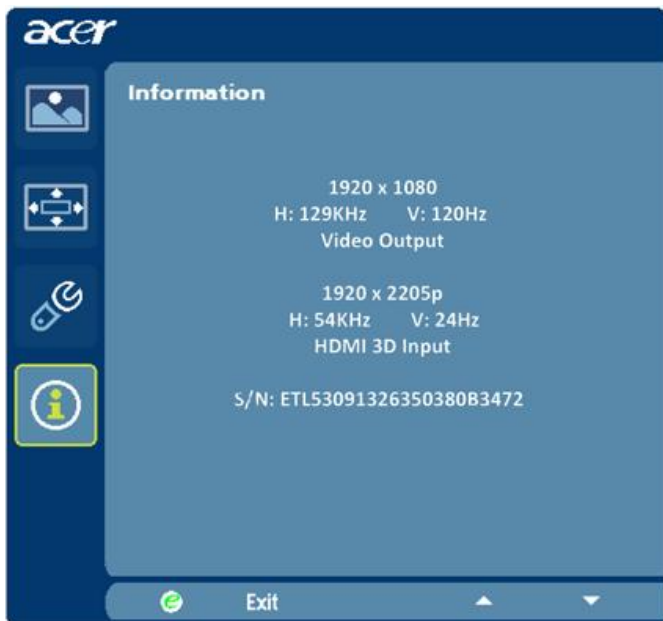 acer
Information
1920 x 1080
H: 129KHz V: 120Hz
Video Output
1920 x 2205p
H: 54KHz V: 24Hz
HDMI 3D Input
S/N: ETL53091326350380B3472
e Exit